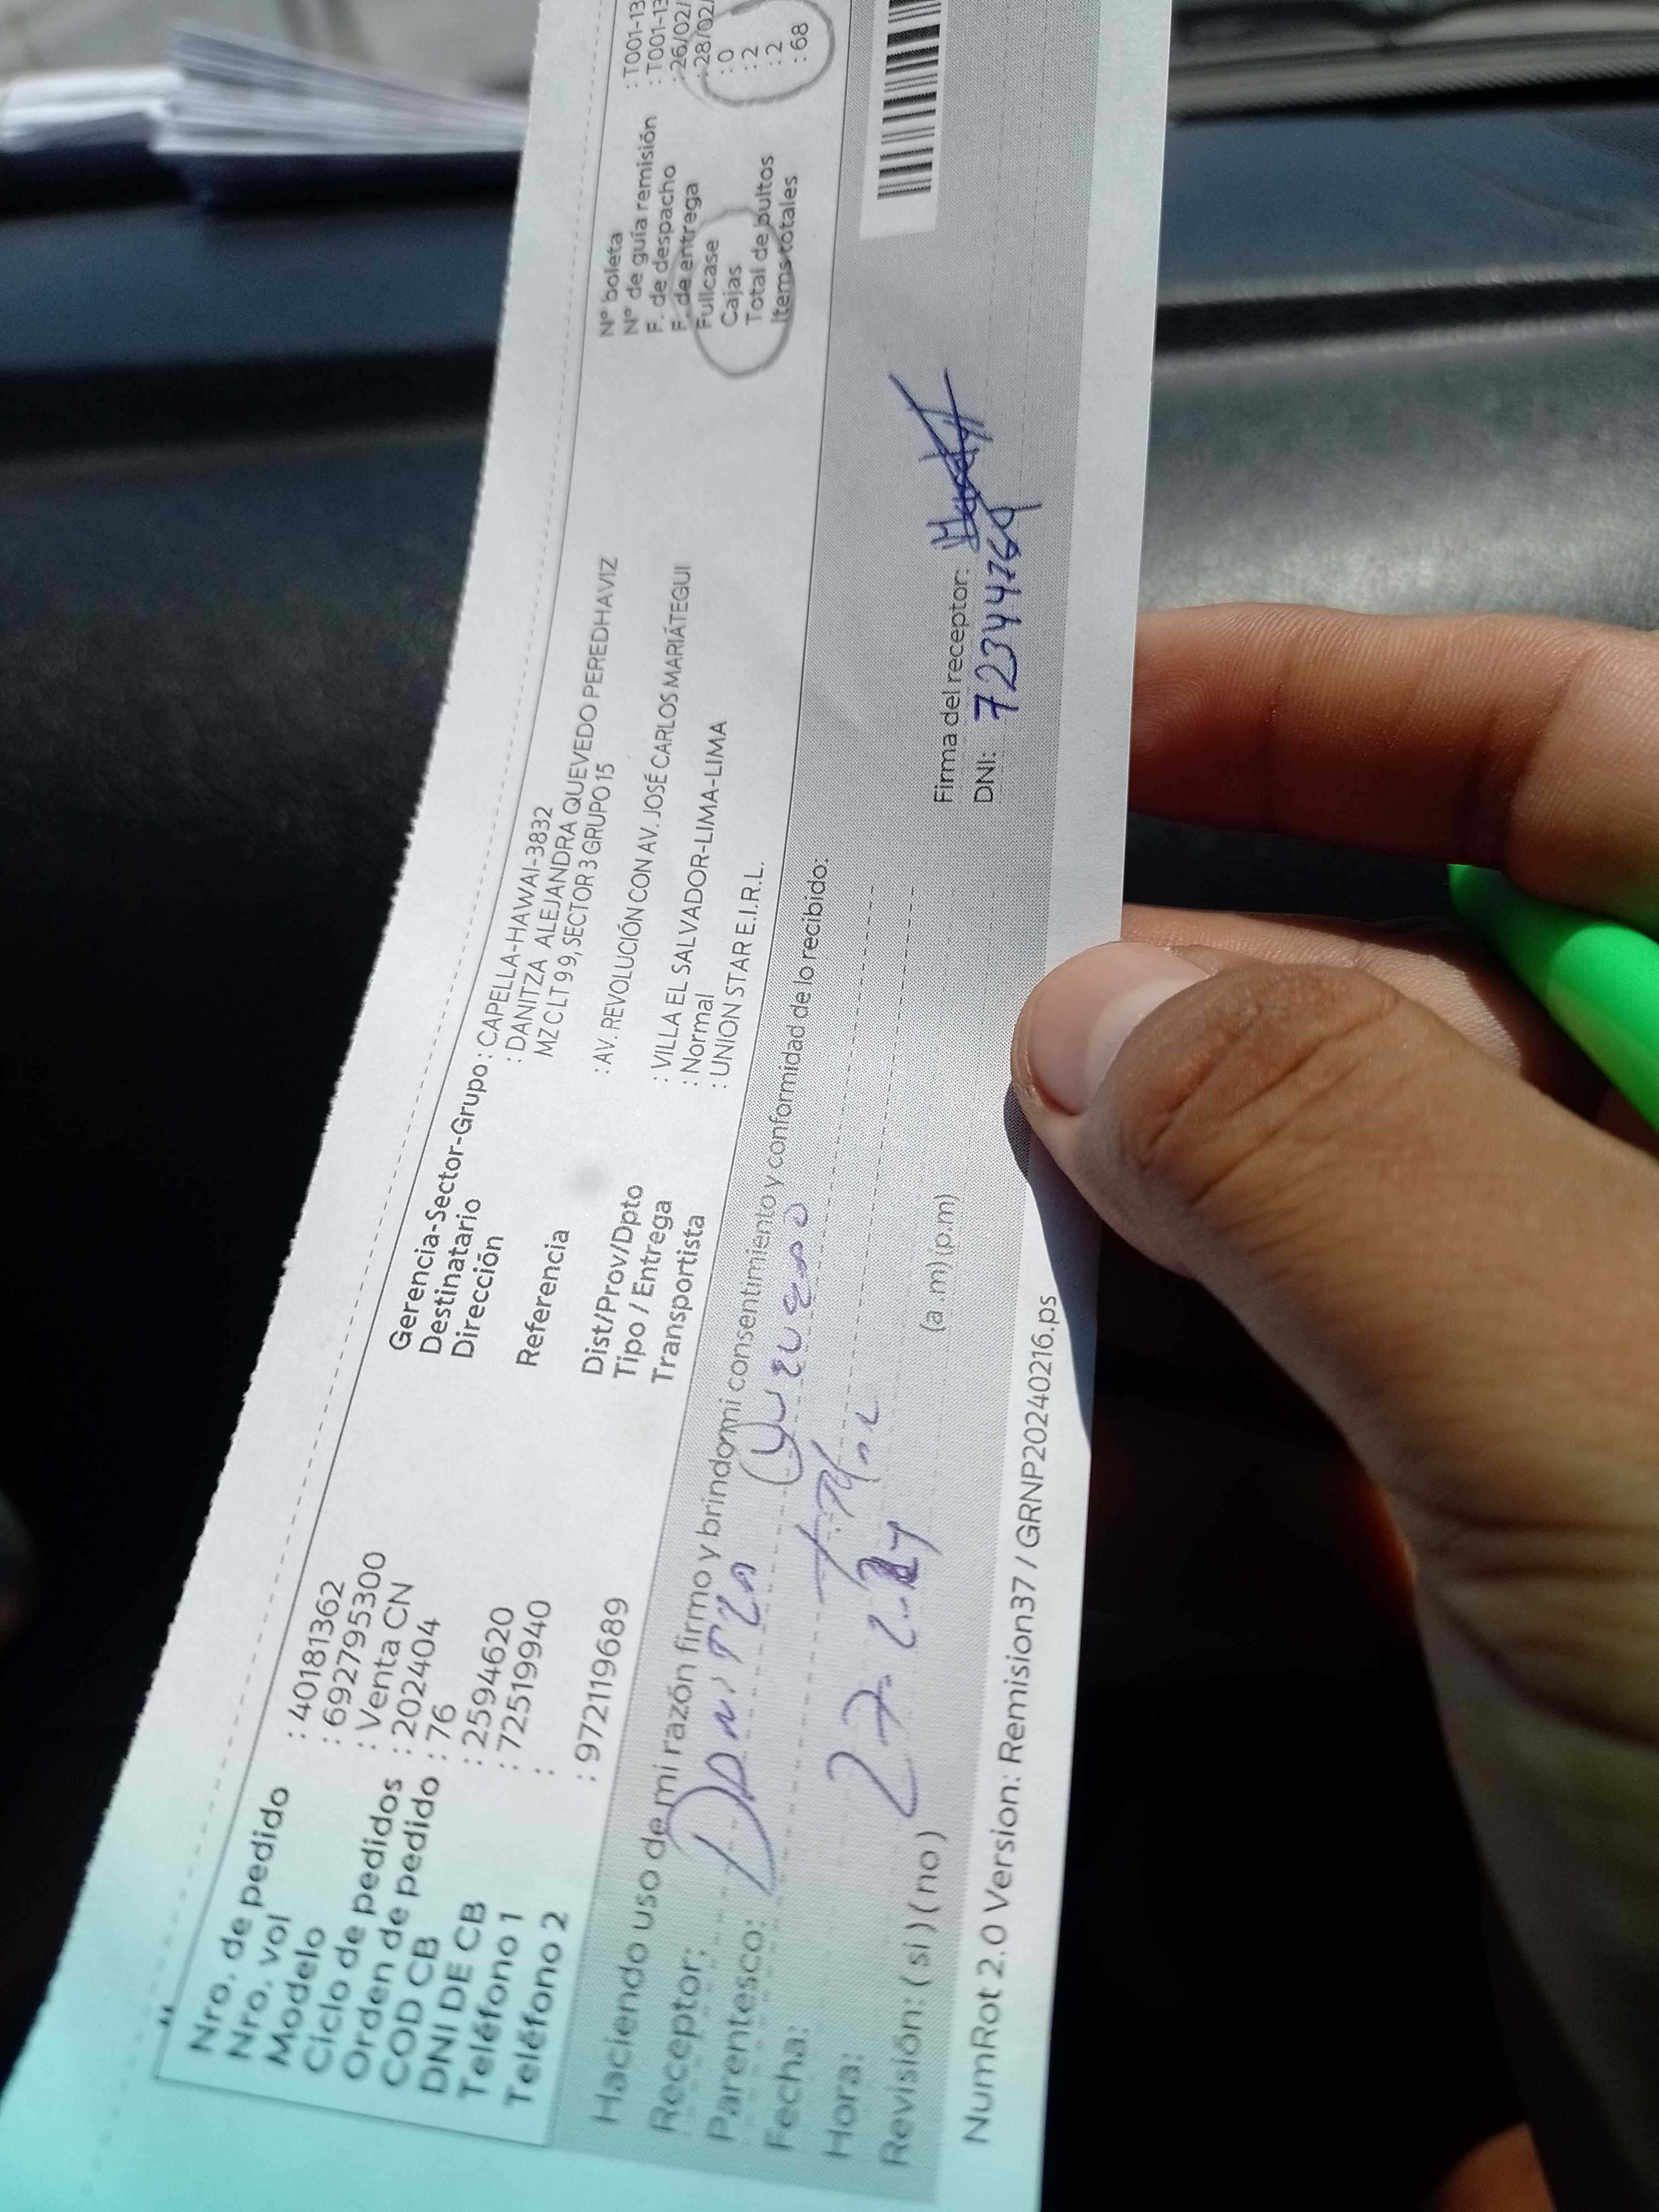 Nro. de pedido : 40181362
Nro. vol : 692795300
Modelo : Venta CN
Ciclo de pedidos : 202404
Orden de pedido : 76
COD CB : 2594620
DNI DE CB : 72519940
Teléfono 1 :
Teléfono 2 : 972119689
Gerencia-Sector-Grupo : CAPELLA-HAWAI-3832
Destinatario : DANITZA ALEJANDRA QUEVEDO PEREDHAVIZ
Dirección MZ C LT 9 9, SECTOR 3 GRUPO 15
Referencia : AV. REVOLUCIÓN CON AV. JOSÉ CARLOS MARIÁTEGUI
Dist/Prov/Dpto : VILLA EL SALVADOR-LIMA-LIMA
Tipo / Entrega : Normal
Transportista : UNION STAR E.I.R.L.
N° boleta : T001-13
N° de guía remisión : T001-13
F. de despacho : 26/02/
F. de entrega : 28/02/
Fullcase : 0
Cajas : 2
Total de bultos : 2
Items totales : 68
Haciendo uso de mi razón firmo y brindo mi consentimiento y conformidad de lo recibido:
Receptor: Danitza Quevedo
Parentesco:
Fecha: 27-2-24
Hora: (a .m) (p.m)
Revisión: ( si ) ( no )
Firma del receptor:
DNI: 72344769
NumRot 2.0 Version: Remision37 / GRNP20240216.ps